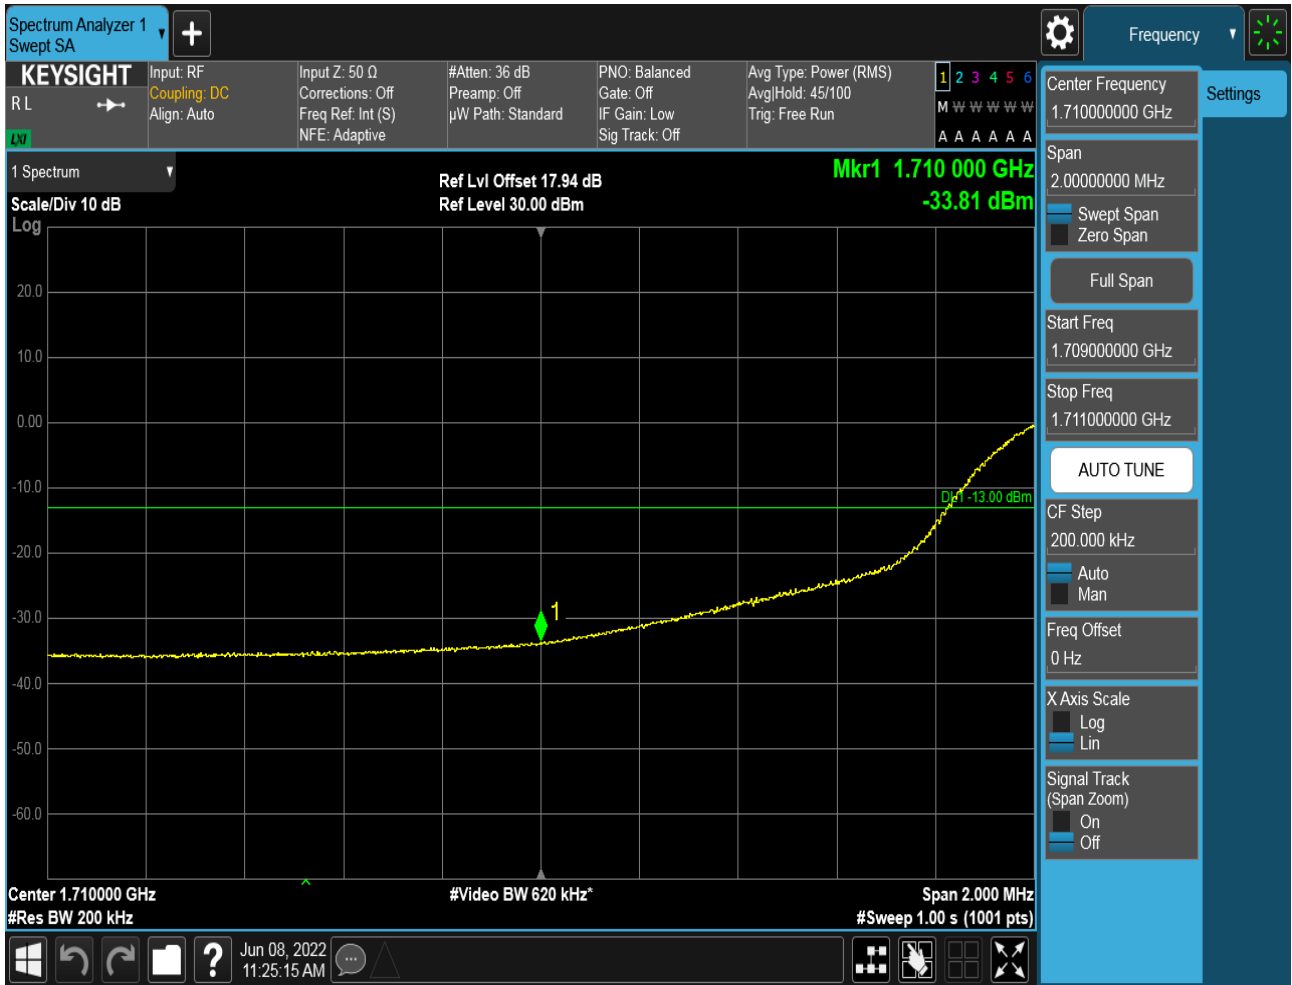 Spectrum Analyzer 1
Swept SA
Frequency
KEYSIGHT
R L
LXI
Input: RF
Coupling: DC
Align: Auto
Input Z: 50 Ω
Corrections: Off
Freq Ref: Int (S)
NFE: Adaptive
#Atten: 36 dB
Preamp: Off
µW Path: Standard
PNO: Balanced
Gate: Off
IF Gain: Low
Sig Track: Off
Avg Type: Power (RMS)
Avg|Hold: 45/100
Trig: Free Run
1 2 3 4 5 6
M W W W W W
A A A A A A
1 Spectrum
Scale/Div 10 dB
Log
Ref Lvl Offset 17.94 dB
Ref Level 30.00 dBm
Mkr1 1.710 000 GHz
-33.81 dBm
20.0
10.0
0.00
-10.0
DL1 -13.00 dBm
-20.0
-30.0
1
-40.0
-50.0
-60.0
Center 1.710000 GHz
#Video BW 620 kHz*
Span 2.000 MHz
#Res BW 200 kHz
#Sweep 1.00 s (1001 pts)
?
Jun 08, 2022
11:25:15 AM
Center Frequency
1.710000000 GHz
Settings
Span
2.00000000 MHz
Swept Span
Zero Span
Full Span
Start Freq
1.709000000 GHz
Stop Freq
1.711000000 GHz
AUTO TUNE
CF Step
200.000 kHz
Auto
Man
Freq Offset
0 Hz
X Axis Scale
Log
Lin
Signal Track
(Span Zoom)
On
Off